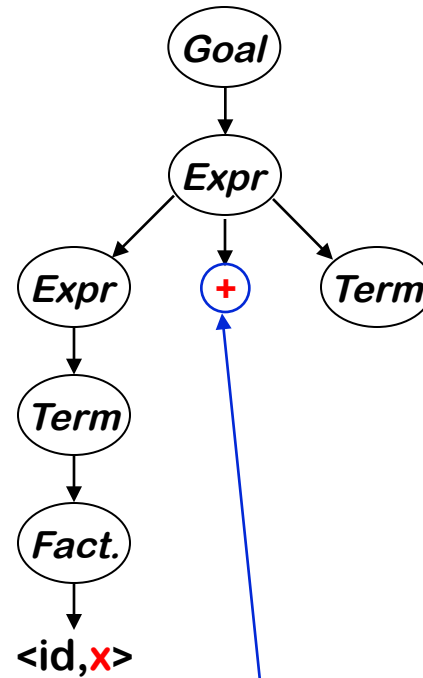 Goal
Expr
Expr + Term
Term
Fact.
<id,x>